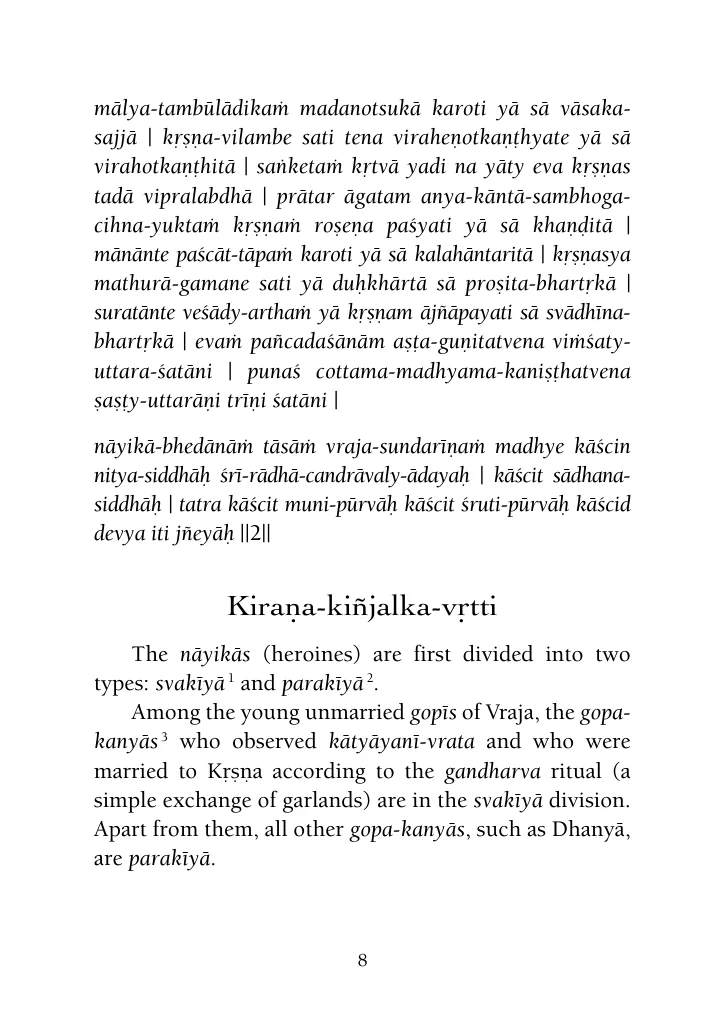 mālya-tambūlādikaṁ madanotsukā karoti yā sā vāsaka-
sajjā | kṛṣṇa-vilambe sati tena viraheṇotkaṇṭhyate yā sā
virahotkaṇṭhitā | saṅketaṁ kṛtvā yadi na yāty eva kṛṣṇas
tadā vipralabdhā | prātar āgatam anya-kāntā-sambhoga-
cihna-yuktaṁ kṛṣṇaṁ roṣeṇa paśyati yā sā khaṇḍitā |
mānānte paścāt-tāpaṁ karoti yā sā kalahāntaritā | kṛṣṇasya
mathurā-gamane sati yā duḥkhārtā sā proṣita-bhartṛkā |
suratānte veśādy-arthaṁ yā kṛṣṇam ājñāpayati sā svādhīna-
bhartṛkā | evaṁ pañcadaśānām aṣṭa-guṇitatvena viṁśaty-
uttara-śatāni | punaś cottama-madhyama-kaniṣṭhatvena
ṣaṣṭy-uttarāṇi trīṇi śatāni |
nāyikā-bhedānāṁ tāsāṁ vraja-sundarīṇaṁ madhye kāścin
nitya-siddhāḥ śrī-rādhā-candrāvaly-ādayaḥ | kāścit sādhana-
siddhāḥ | tatra kāścit muni-pūrvāḥ kāścit śruti-pūrvāḥ kāścid
devya iti jñeyāḥ ||2||
Kiraṇa-kiñjalka-vṛtti
The nāyikās (heroines) are first divided into two
types: svakīyā¹ and parakīyā².
Among the young unmarried gopīs of Vraja, the gopa-
kanyās³ who observed kātyāyanī-vrata and who were
married to Kṛṣṇa according to the gandharva ritual (a
simple exchange of garlands) are in the svakīyā division.
Apart from them, all other gopa-kanyās, such as Dhanyā,
are parakīyā.
8